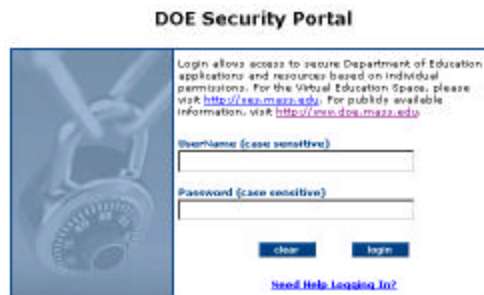 DOE Security Portal
Login allows access to secure Department of Education
applications and resources based on individual
permissions. For the Virtual Education Space, please
visit http://ves.mass.edu. For publicly available
information, visit http://www.doe.mass.edu.
UserName (case sensitive)
Password (case sensitive)
clear login
Need Help Logging In?